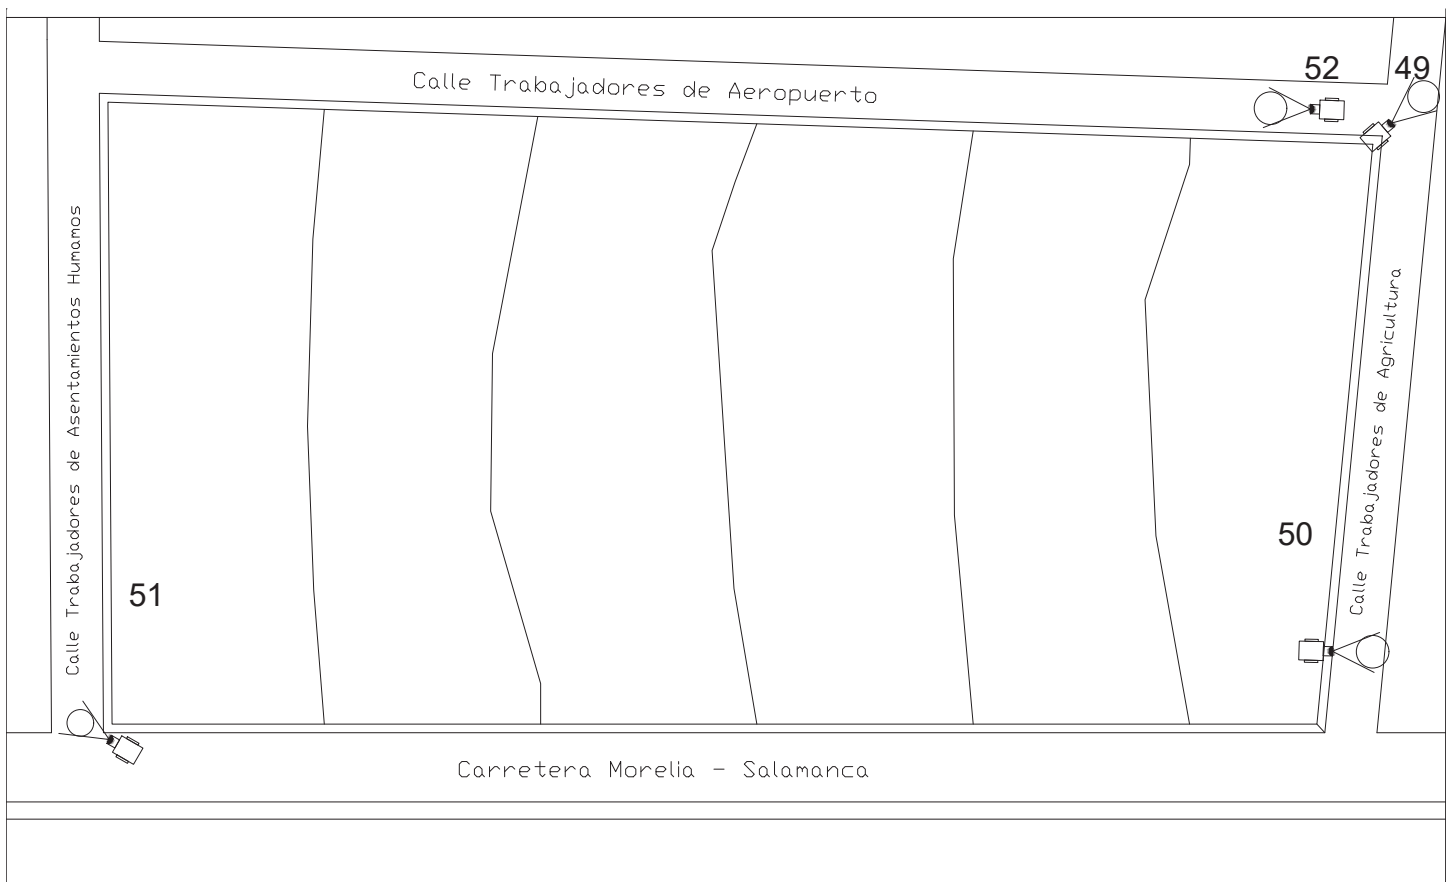 52
49
Calle Trabajadores de Aeropuerto
Calle Trabajadores de Asentamientos Humamos
Calle Trabajadores de Agricultura
50
51
Carretera Morelia - Salamanca